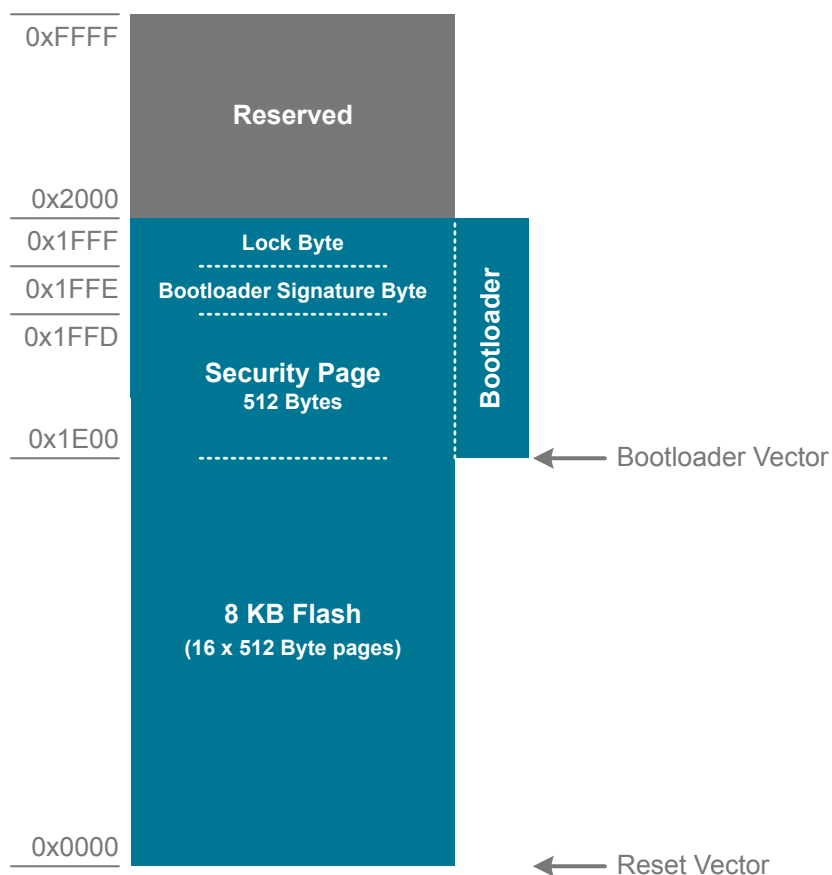 0xFFFF
Reserved
0x2000
0x1FFF
Lock Byte
0x1FFE
Bootloader Signature Byte
0x1FFD
Security Page
512 Bytes
Bootloader
0x1E00
Bootloader Vector
8 KB Flash
(16 x 512 Byte pages)
0x0000
Reset Vector